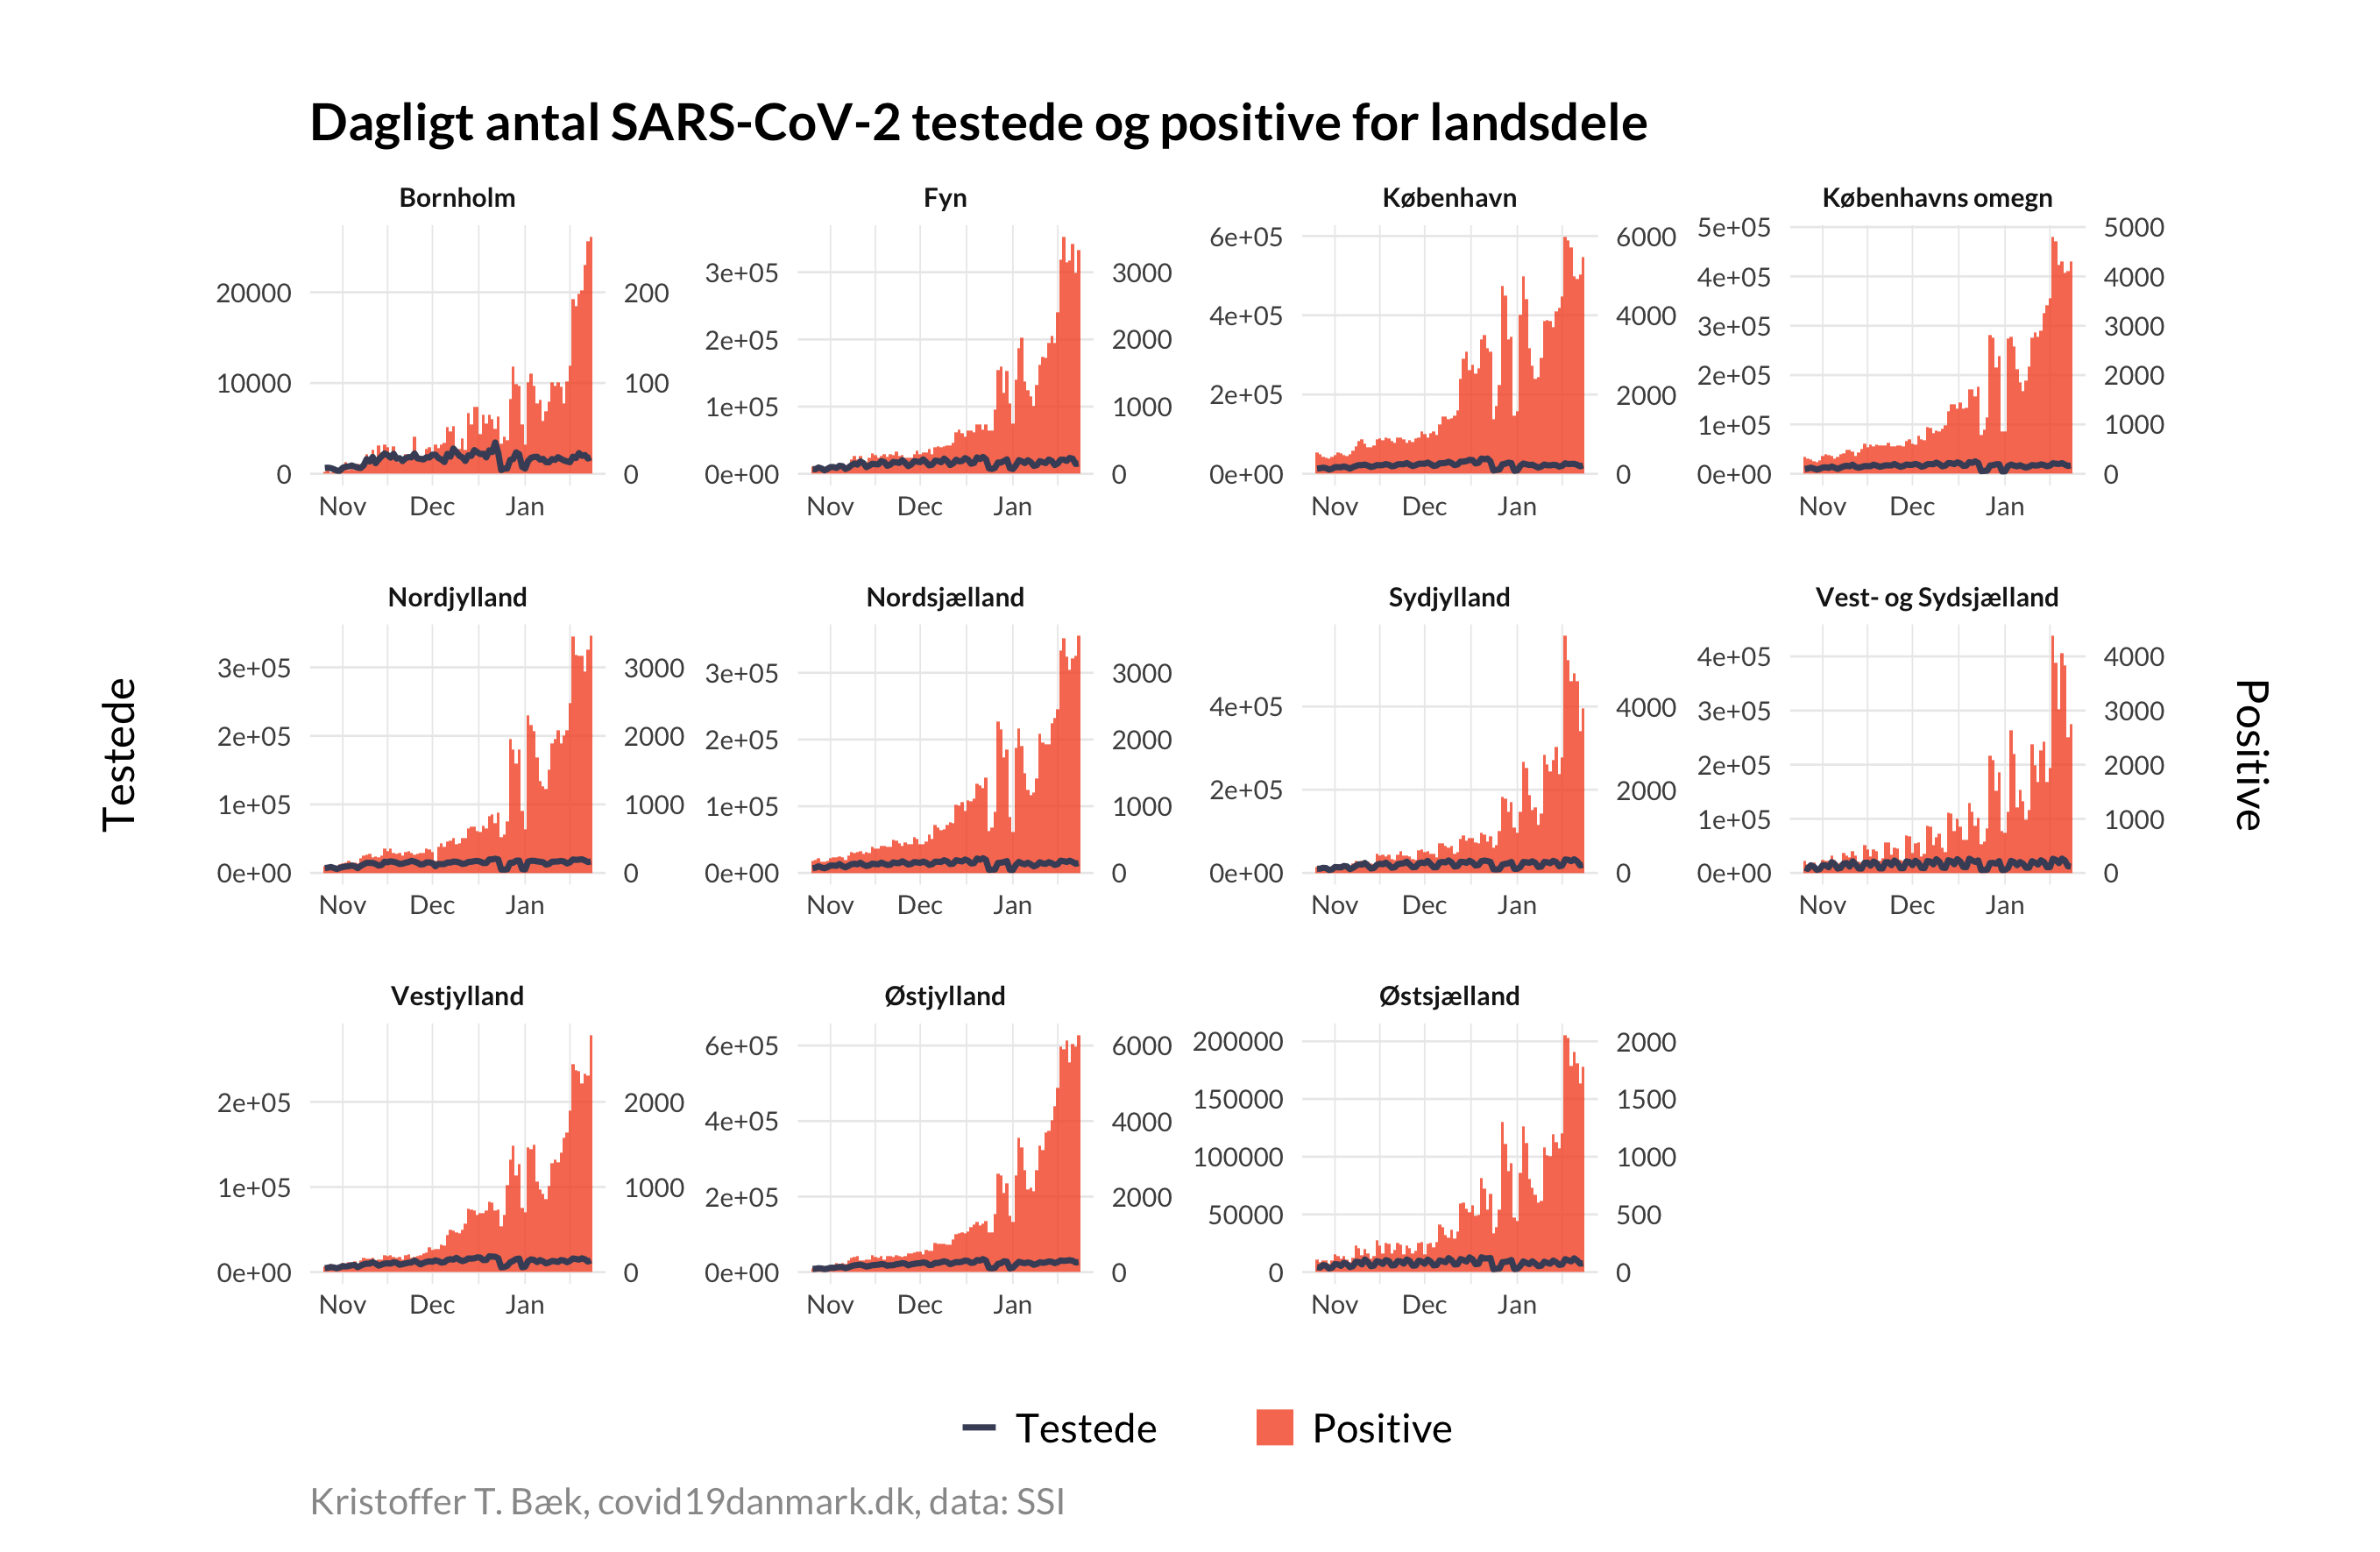 Dagligt antal SARS-CoV-2 testede og positive for landsdele
Bornholm
Fyn
København
Københavns omegn
20000
10000
0
200
100
0
Nov Dec Jan
3e+05
2e+05
1e+05
0e+00
3000
2000
1000
0
Nov Dec Jan
6e+05
4e+05
2e+05
0e+00
6000
4000
2000
0
Nov Dec Jan
5e+05
4e+05
3e+05
2e+05
1e+05
0e+00
5000
4000
3000
2000
1000
0
Nov Dec Jan
Testede
Positive
Nordjylland
Nordsjælland
Sydjylland
Vest- og Sydsjælland
3e+05
2e+05
1e+05
0e+00
3000
2000
1000
0
Nov Dec Jan
3e+05
2e+05
1e+05
0e+00
3000
2000
1000
0
Nov Dec Jan
4e+05
2e+05
0e+00
4000
2000
0
Nov Dec Jan
4e+05
3e+05
2e+05
1e+05
0e+00
4000
3000
2000
1000
0
Nov Dec Jan
Vestjylland
Østjylland
Østsjælland
2e+05
1e+05
0e+00
2000
1000
0
Nov Dec Jan
6e+05
4e+05
2e+05
0e+00
6000
4000
2000
0
Nov Dec Jan
200000
150000
100000
50000
0
2000
1500
1000
500
0
Nov Dec Jan
Testede Positive
Kristoffer T. Bæk, covid19danmark.dk, data: SSI